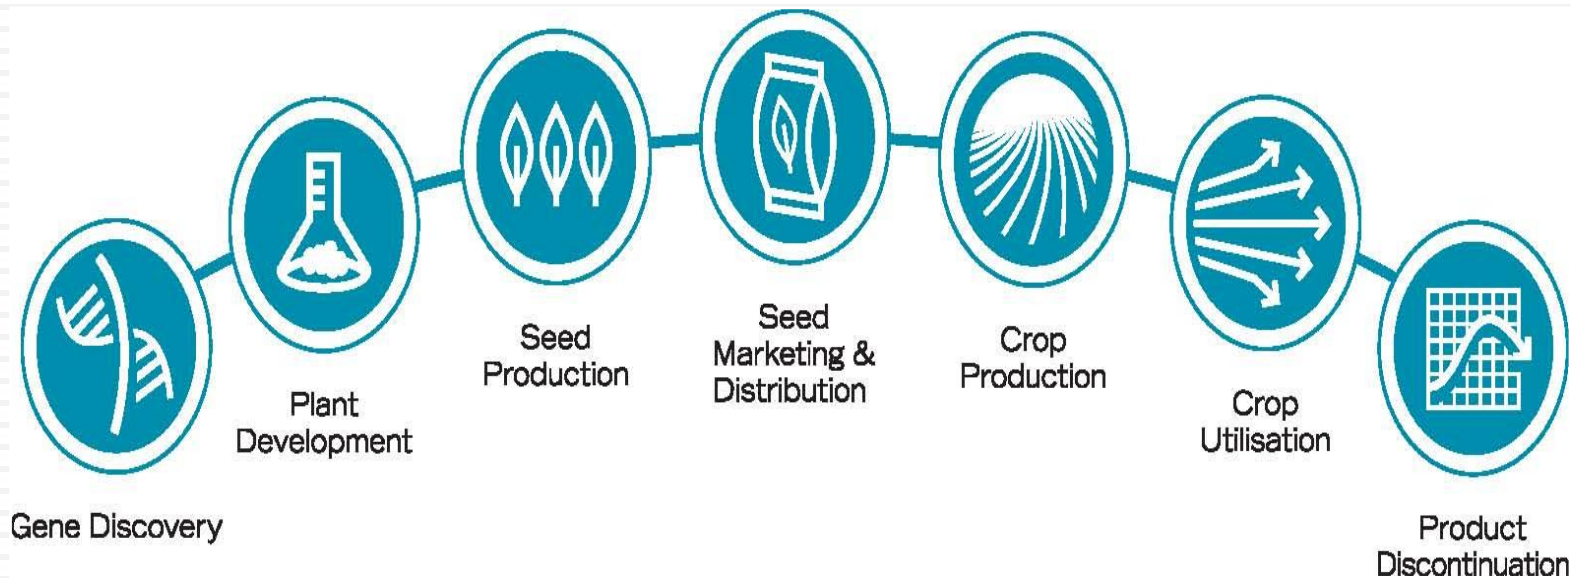 Gene Discovery
Plant
Development
Seed
Production
Seed
Marketing &
Distribution
Crop
Production
Crop
Utilisation
Product
Discontinuation